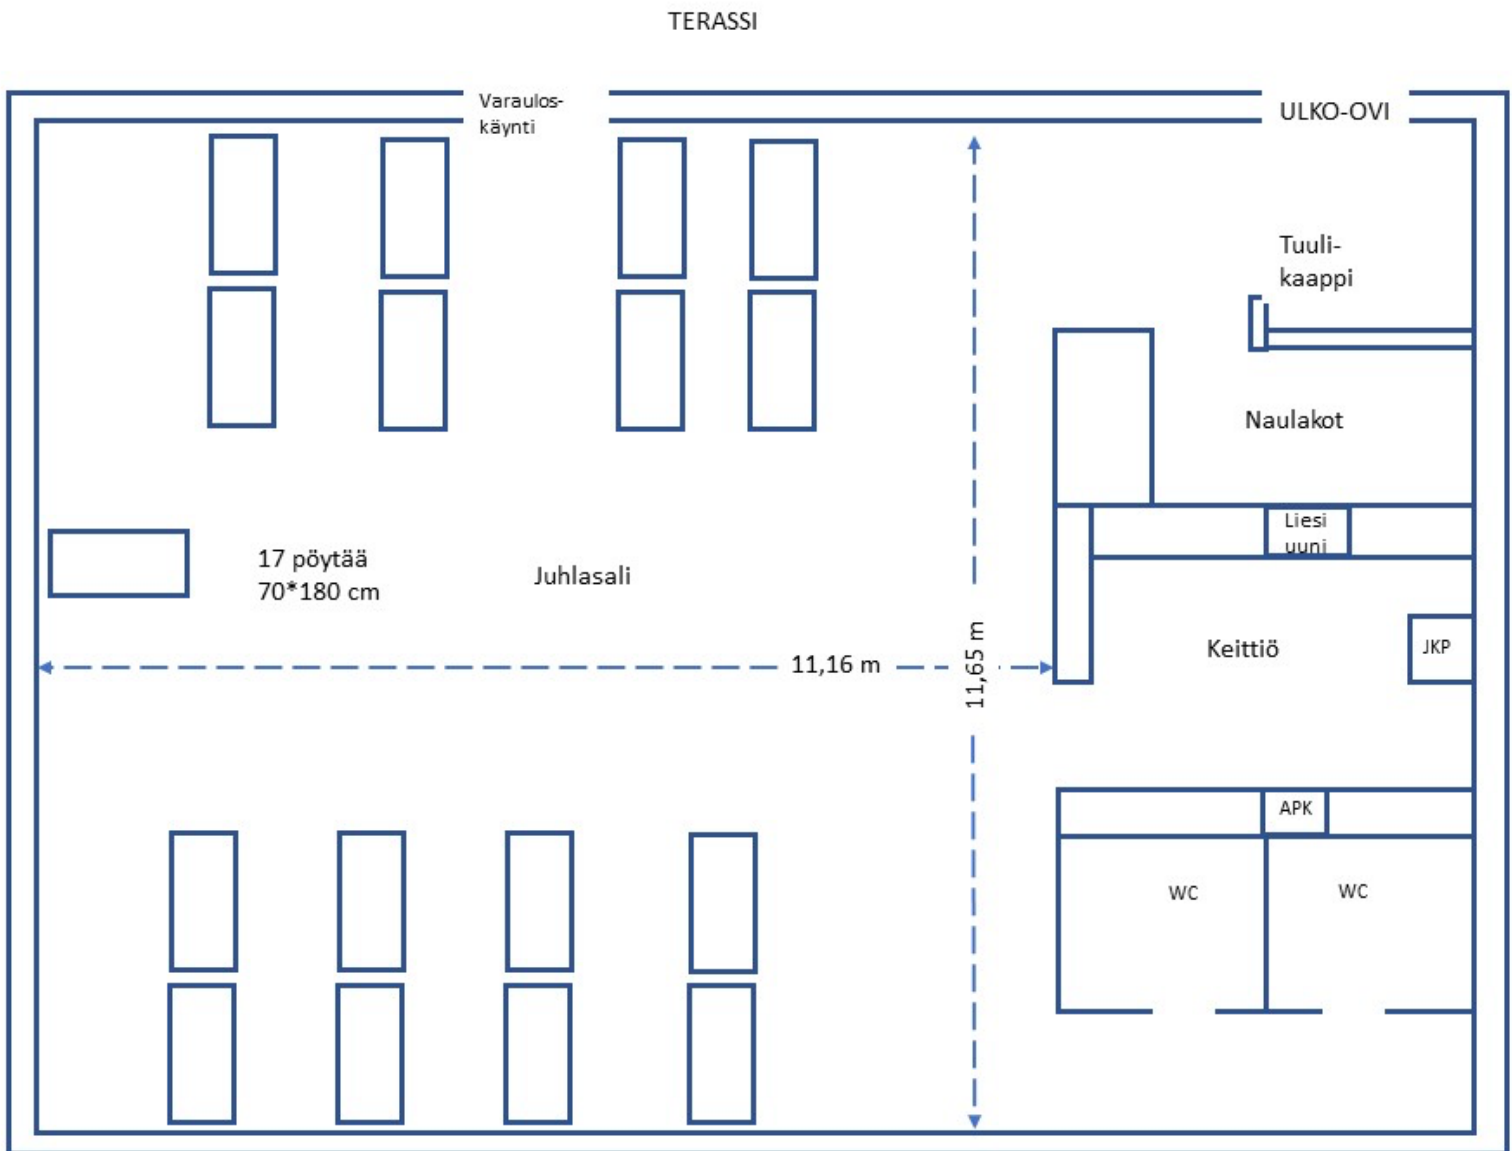 TERASSI
Varaulos-
käynti
ULKO-OVI
Tuuli-
kaappi
Naulakot
Liesi
uuni
17 pöytää
70*180 cm
Juhlasali
11,16 m
11,65 m
Keittiö
JKP
APK
WC
WC